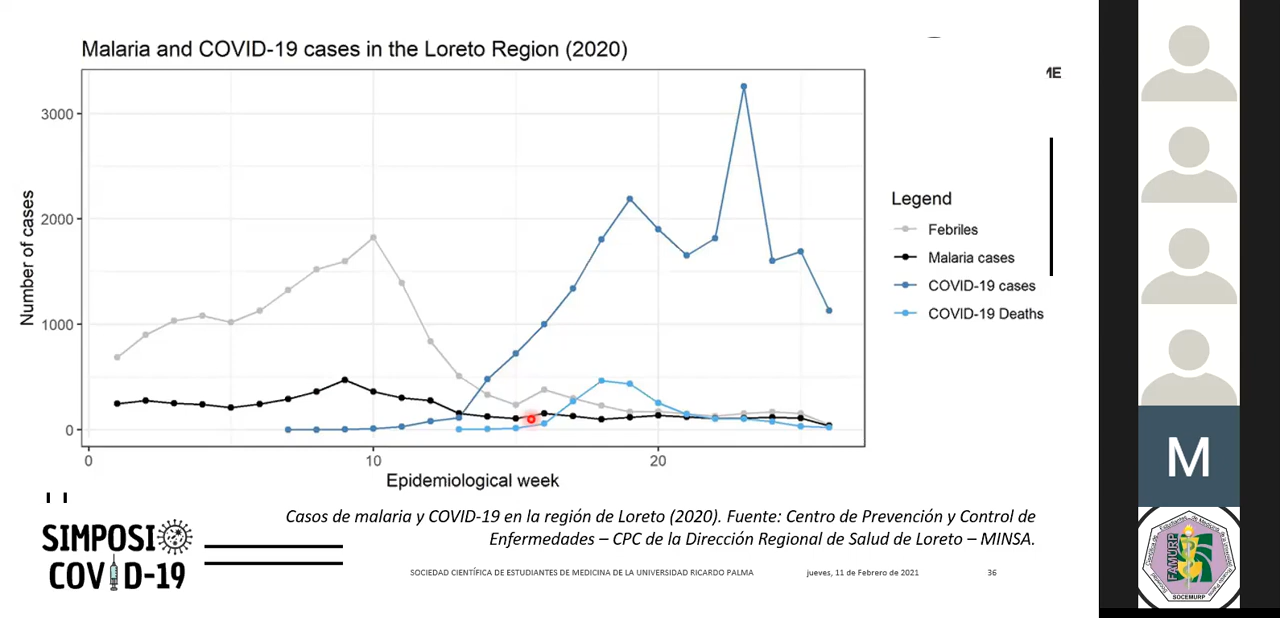 Malaria and COVID-19 cases in the Loreto Region (2020)
ME
Number of cases
3000
2000
1000
0
0
10
20
Epidemiological week
Legend
Febriles
Malaria cases
COVID-19 cases
COVID-19 Deaths
SIMPOSIO
COVID-19
Casos de malaria y COVID-19 en la región de Loreto (2020). Fuente: Centro de Prevención y Control de
Enfermedades – CPC de la Dirección Regional de Salud de Loreto – MINSA.
SOCIEDAD CIENTÍFICA DE ESTUDIANTES DE MEDICINA DE LA UNIVERSIDAD RICARDO PALMA
jueves, 11 de Febrero de 2021
36
M
FAMURP
SOCEMURP